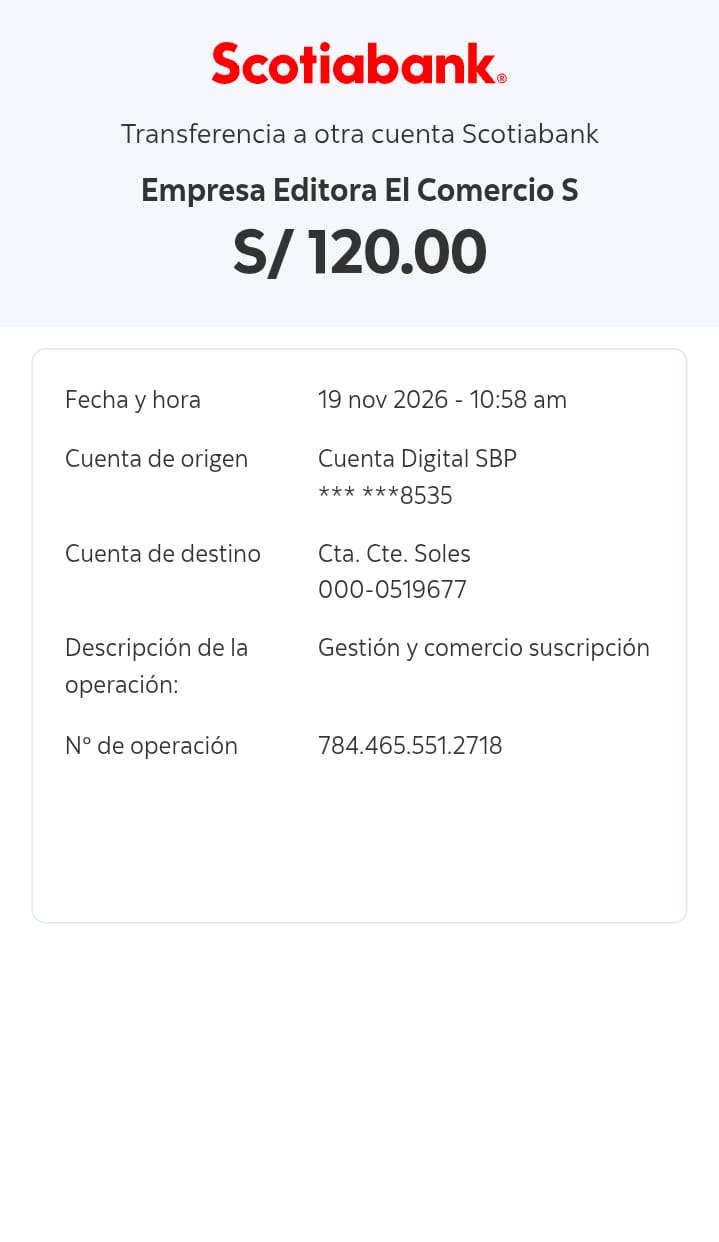 Scotiabank®
Transferencia a otra cuenta Scotiabank
Empresa Editora El Comercio S
S/ 120.00
Fecha y hora 19 nov 2026 - 10:58 am
Cuenta de origen Cuenta Digital SBP
*** ***8535
Cuenta de destino Cta. Cte. Soles
000-0519677
Descripción de la Gestión y comercio suscripción
operación:
Nº de operación 784.465.551.2718